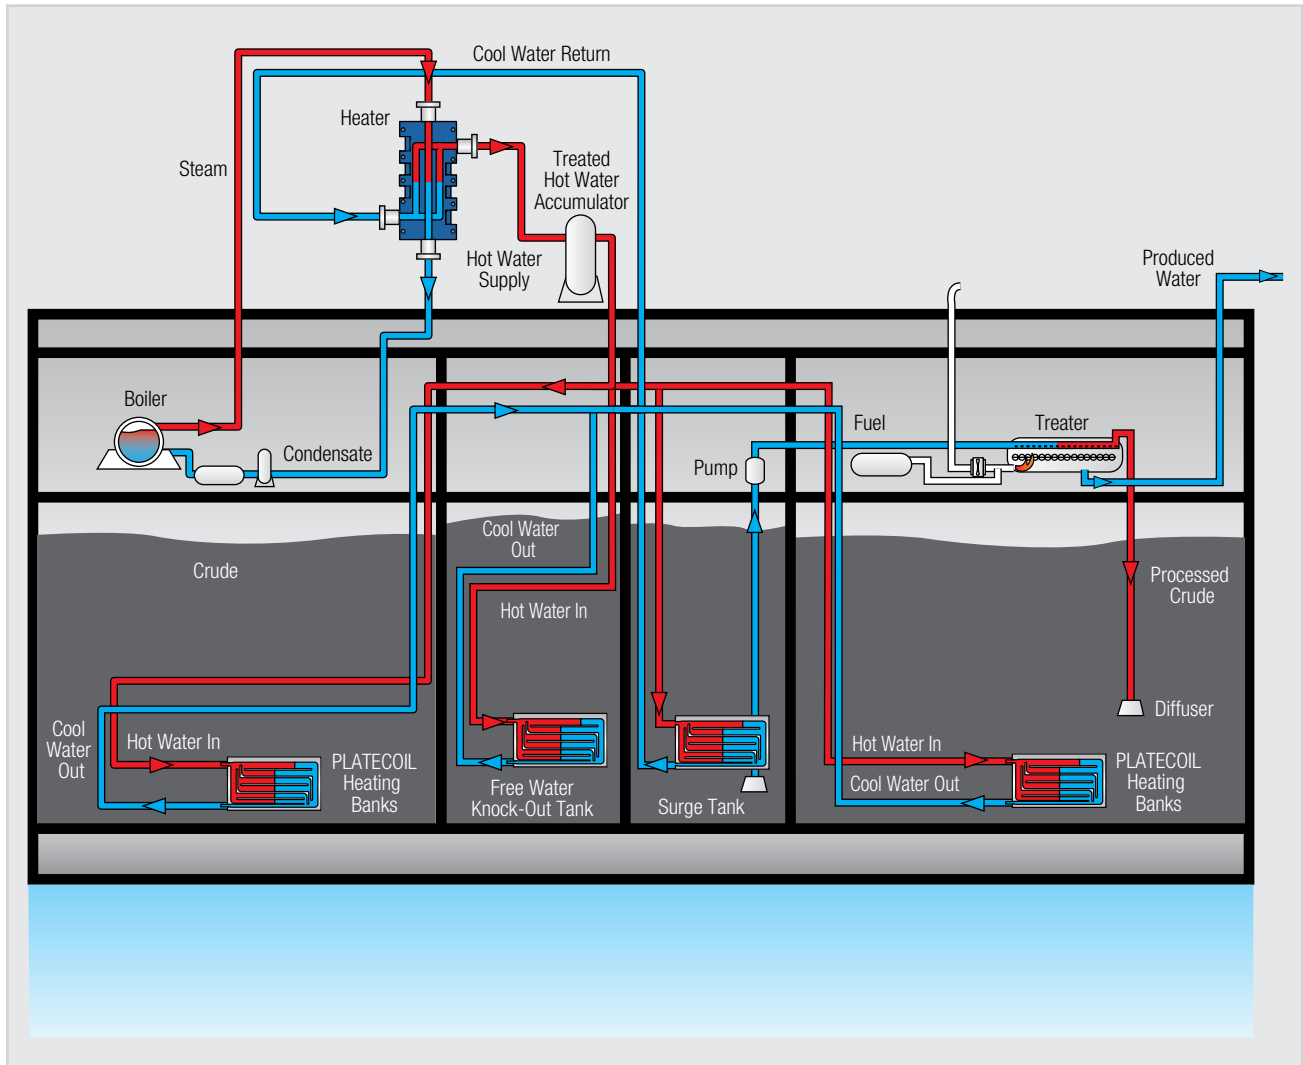 Cool Water Return
Heater
Steam
Treated
Hot Water
Accumulator
Hot Water
Supply
Produced
Water
Boiler
Condensate
Pump
Fuel
Treater
Cool Water
Out
Crude
Hot Water In
Processed
Crude
Diffuser
Cool
Water
Out
Hot Water In
PLATECOIL
Heating
Banks
Free Water
Knock-Out Tank
Surge Tank
Hot Water In
Cool Water Out
PLATECOIL
Heating
Banks